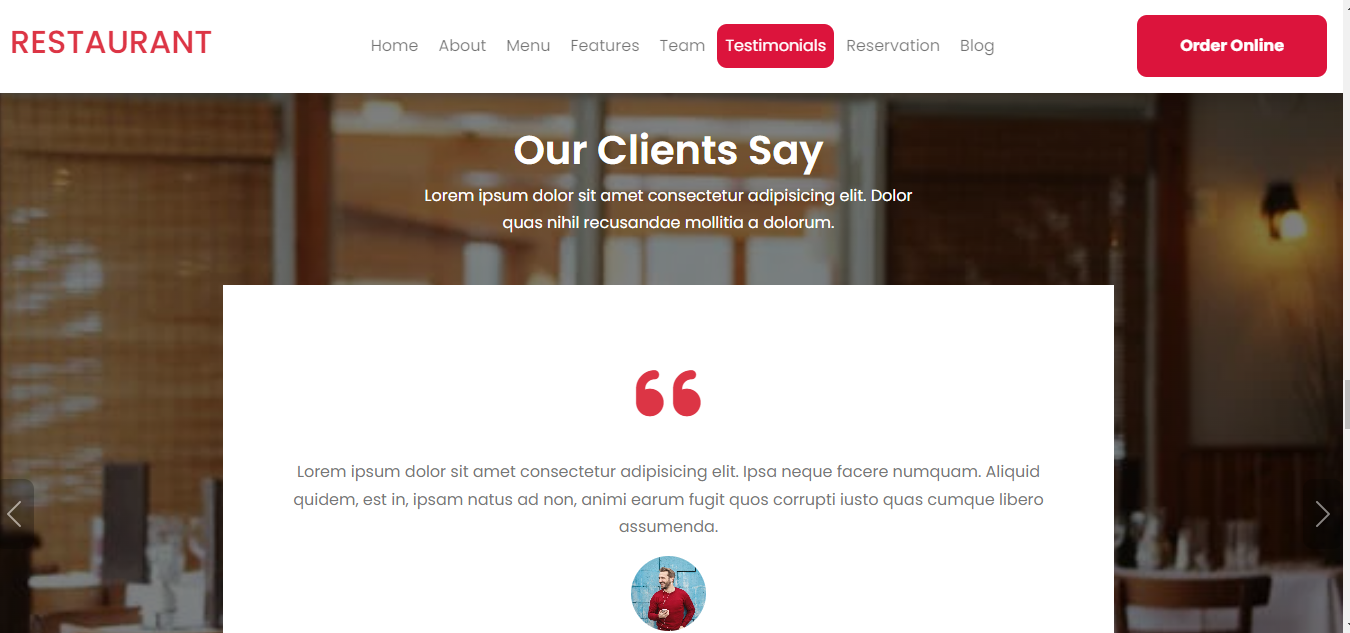 RESTAURANT
Home About Menu Features Team Testimonials Reservation Blog
Order Online
Our Clients Say
Lorem ipsum dolor sit amet consectetur adipisicing elit. Dolor
quas nihil recusandae mollitia a dolorum.
“
Lorem ipsum dolor sit amet consectetur adipisicing elit. Ipsa neque facere numquam. Aliquid
quidem, est in, ipsam natus ad non, animi earum fugit quos corrupti iusto quas cumque libero
assumenda.